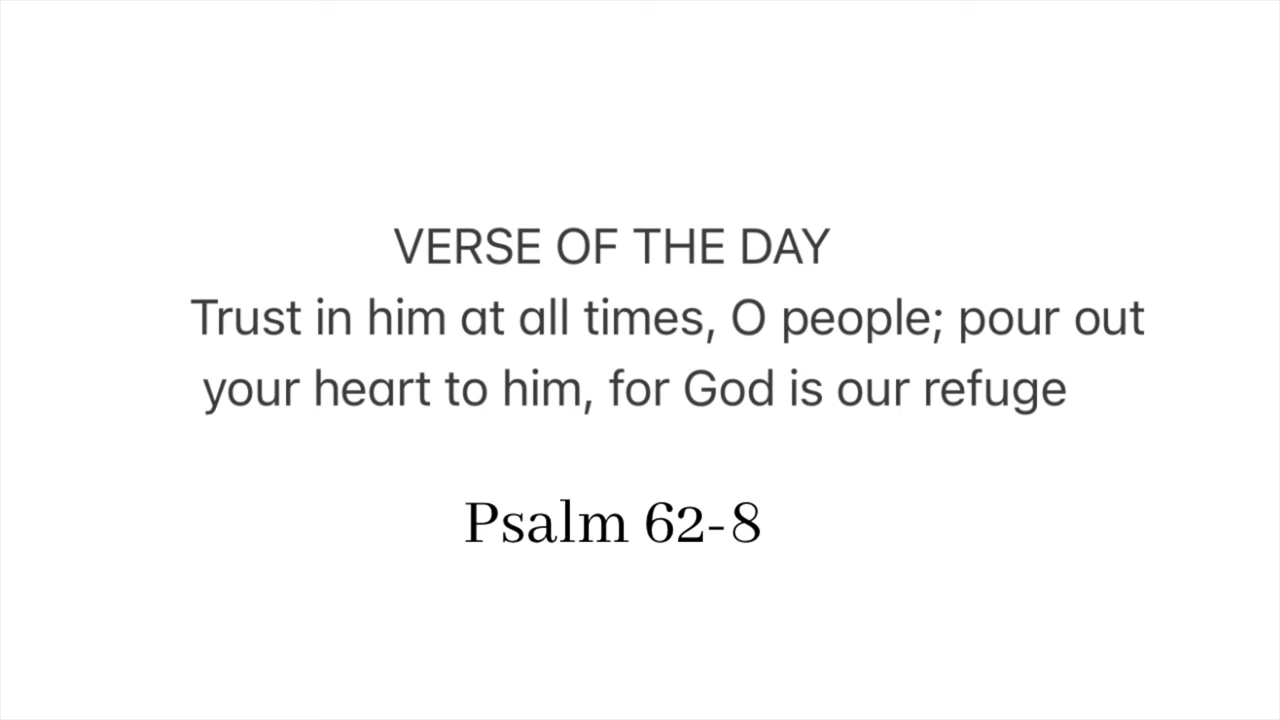 VERSE OF THE DAY
Trust in him at all times, O people; pour out
your heart to him, for God is our refuge
Psalm 62-8